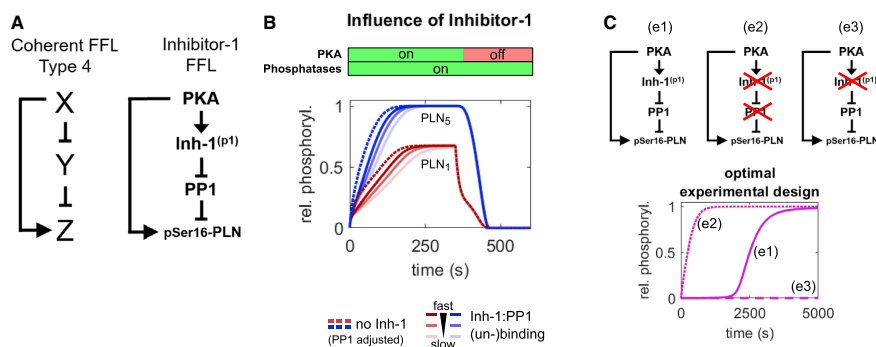 A
Coherent FFL
Type 4
X
Y
Z
Inhibitor-1
FFL
PKA
Inh-1(p1)
PP1
pSer16-PLN
B
Influence of Inhibitor-1
PKA
on
off
Phosphatases
on
rel. phosphoryl.
1
0.5
0
PLN5
PLN1
0
250
500
time (s)
no Inh-1
(PP1 adjusted)
fast
slow
Inh-1:PP1
(un-)binding
C
(e1)
(e2)
(e3)
PKA
PKA
PKA
Inh-1(p1)
Inh-1(p1)
Inh-1(p1)
PP1
PP1
PP1
pSer16-PLN
pSer16-PLN
pSer16-PLN
optimal
experimental design
rel. phosphoryl.
1
0.5
0
(e2)
(e1)
(e3)
0
2500
5000
time (s)